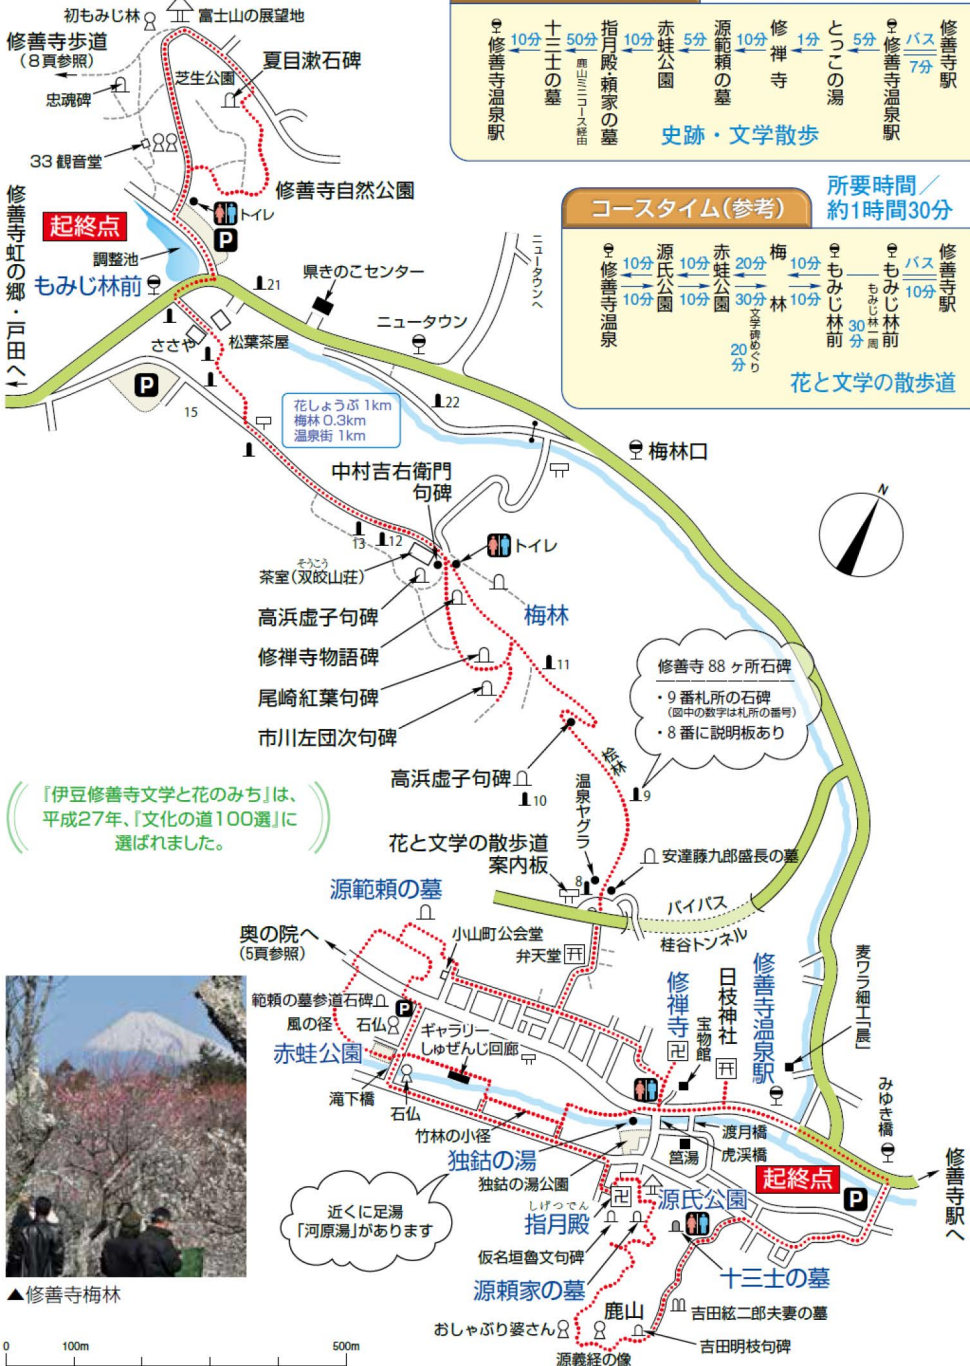 初もみじ林
富士山の展望地
修善寺歩道
（8頁参照）
忠魂碑
芝生公園
夏目漱石碑
33 観音堂
修善寺自然公園
トイレ
P
起終点
調整池
もみじ林前
修善寺虹の郷・戸田へ
21
県きのこセンター
ニュータウンへ
ニュータウン
ささや
松葉茶屋
P
15
22
花しょうぶ 1km
梅林 0.3km
温泉街 1km
梅林口
N
中村吉右衛門
句碑
13
12
トイレ
そうこう
茶室（双皎山荘）
高浜虚子句碑
修禅寺物語碑
尾崎紅葉句碑
市川左団次句碑
梅林
11
修善寺 88 ヶ所石碑
・9 番札所の石碑
（図中の数字は札所の番号）
・8 番に説明板あり
高浜虚子句碑
10
桧林
9
温泉ヤグラ
『伊豆修善寺文学と花のみち』は、
平成27年、『文化の道100選』に
選ばれました。
花と文学の散歩道
案内板
8
安達藤九郎盛長の墓
バイパス
桂谷トンネル
源範頼の墓
奥の院へ
（5頁参照）
小山町公会堂
弁天堂
範頼の墓参道石碑
P
風の径
石仏
赤蛙公園
ギャラリー
しゅぜんじ回廊
滝下橋
石仏
竹林の小径
修禅寺
宝物館
日枝神社
修善寺温泉駅
麦ワラ細工「晨」
みゆき橋
独鈷の湯
独鈷の湯公園
筥湯
渡月橋
虎渓橋
起終点
P
修善寺駅へ
近くに足湯
「河原湯」があります
しげつでん
指月殿
源氏公園
仮名垣魯文句碑
源頼家の墓
十三士の墓
鹿山
吉田絃二郎夫妻の墓
おしゃぶり婆さん
吉田明枝句碑
源義経の像
▲修善寺梅林
0
100m
500m
修善寺駅
バス
7分
修善寺温泉駅
5分
とっこの湯
1分
修禅寺
10分
源範頼の墓
5分
赤蛙公園
10分
指月殿・頼家の墓
50分
鹿山ミニコース経由
十三士の墓
10分
修善寺温泉駅
史跡・文学散歩
コースタイム（参考）
所要時間／
約1時間30分
修善寺駅
バス
10分
もみじ林前
もみじ林一周
30分
もみじ林前
10分
10分
梅林
20分
30分
文学碑めぐり
20分
赤蛙公園
10分
10分
源氏公園
10分
10分
修善寺温泉
花と文学の散歩道